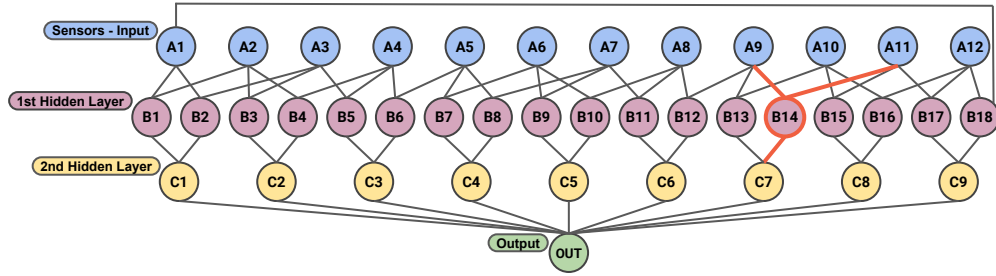 Sensors - Input
A1 A2 A3 A4 A5 A6 A7 A8 A9 A10 A11 A12
1st Hidden Layer
B1 B2 B3 B4 B5 B6 B7 B8 B9 B10 B11 B12 B13 B14 B15 B16 B17 B18
2nd Hidden Layer
C1 C2 C3 C4 C5 C6 C7 C8 C9
Output
OUT